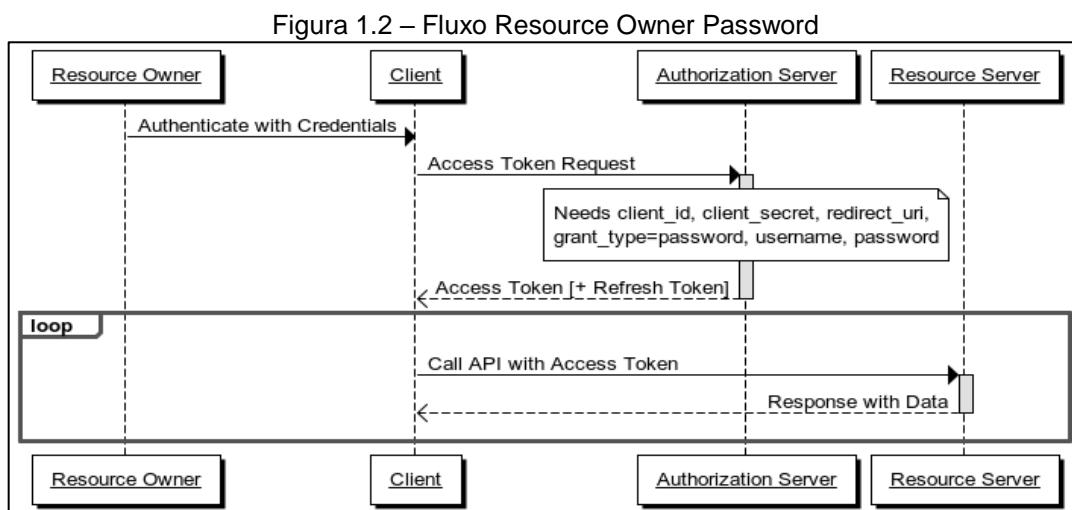 Figura 1.2 – Fluxo Resource Owner Password
Resource Owner
Client
Authorization Server
Resource Server
Authenticate with Credentials
Access Token Request
Needs client_id, client_secret, redirect_uri,
grant_type=password, username, password
Access Token [+ Refresh Token]
loop
Call API with Access Token
Response with Data
Resource Owner
Client
Authorization Server
Resource Server